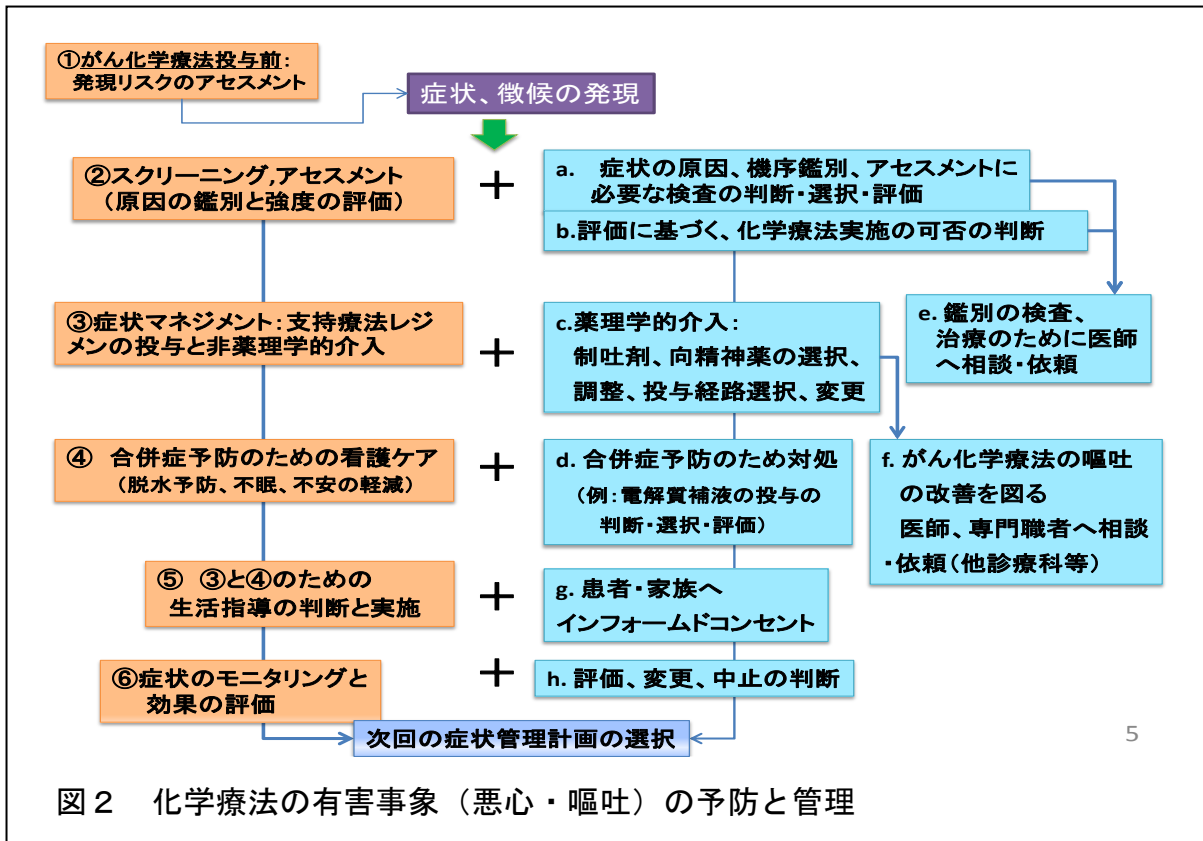 ①がん化学療法投与前：
発現リスクのアセスメント
症状、徴候の発現
②スクリーニング,アセスメント
（原因の鑑別と強度の評価）
＋
a. 症状の原因、機序鑑別、アセスメントに
必要な検査の判断・選択・評価
b.評価に基づく、化学療法実施の可否の判断
e. 鑑別の検査、
治療のために医師
へ相談・依頼
③症状マネジメント：支持療法レジ
メンの投与と非薬理学的介入
＋
c.薬理学的介入：
制吐剤、向精神薬の選択、
調整、投与経路選択、変更
④ 合併症予防のための看護ケア
（脱水予防、不眠、不安の軽減）
＋
d. 合併症予防のため対処
（例：電解質補液の投与の
判断・選択・評価）
f. がん化学療法の嘔吐
の改善を図る
医師、専門職者へ相談
・依頼（他診療科等）
⑤ ③と④のための
生活指導の判断と実施
＋
g. 患者・家族へ
インフォームドコンセント
⑥症状のモニタリングと
効果の評価
＋
h. 評価、変更、中止の判断
次回の症状管理計画の選択
5
図２ 化学療法の有害事象（悪心・嘔吐）の予防と管理